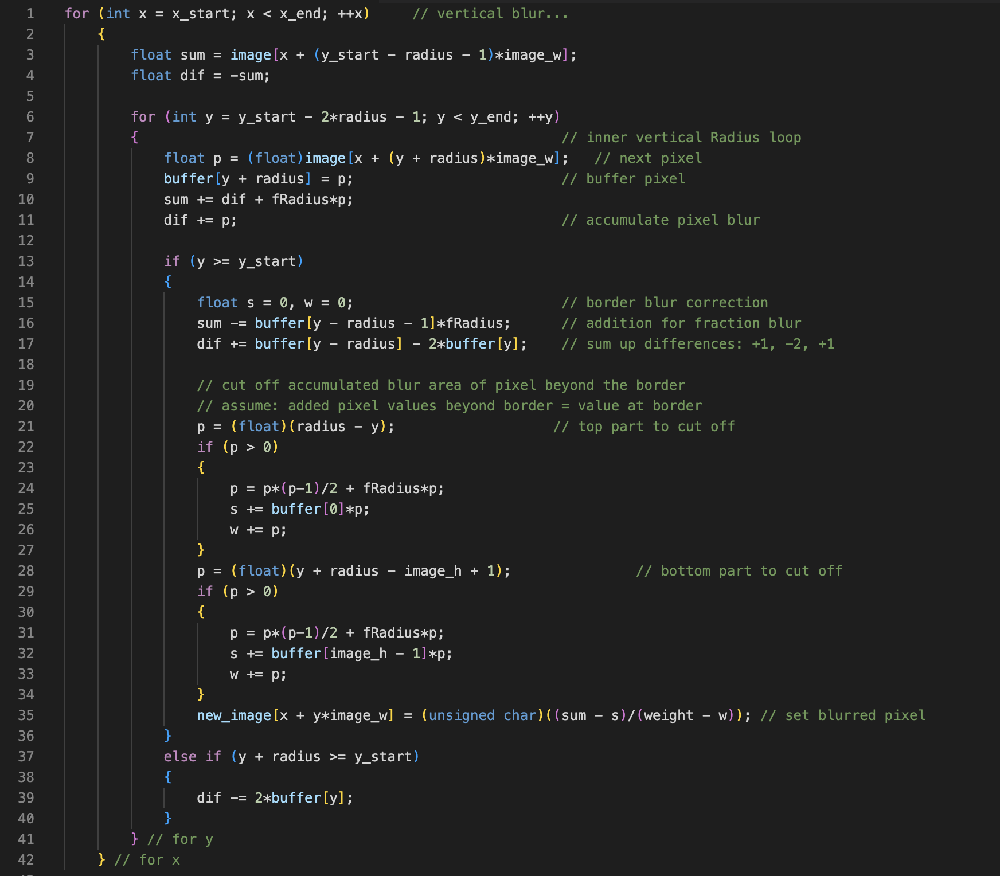 1 for (int x = x_start; x < x_end; ++x) // vertical blur...
2 {
3 float sum = image[x + (y_start - radius - 1)*image_w];
4 float dif = -sum;
5
6 for (int y = y_start - 2*radius - 1; y < y_end; ++y)
7 { // inner vertical Radius loop
8 float p = (float)image[x + (y + radius)*image_w]; // next pixel
9 buffer[y + radius] = p; // buffer pixel
10 sum += dif + fRadius*p;
11 dif += p; // accumulate pixel blur
12
13 if (y >= y_start)
14 {
15 float s = 0, w = 0; // border blur correction
16 sum -= buffer[y - radius - 1]*fRadius; // addition for fraction blur
17 dif += buffer[y - radius] - 2*buffer[y]; // sum up differences: +1, -2, +1
18
19 // cut off accumulated blur area of pixel beyond the border
20 // assume: added pixel values beyond border = value at border
21 p = (float)(radius - y); // top part to cut off
22 if (p > 0)
23 {
24 p = p*(p-1)/2 + fRadius*p;
25 s += buffer[0]*p;
26 w += p;
27 }
28 p = (float)(y + radius - image_h + 1); // bottom part to cut off
29 if (p > 0)
30 {
31 p = p*(p-1)/2 + fRadius*p;
32 s += buffer[image_h - 1]*p;
33 w += p;
34 }
35 new_image[x + y*image_w] = (unsigned char)((sum - s)/(weight - w)); // set blurred pixel
36 }
37 else if (y + radius >= y_start)
38 {
39 dif -= 2*buffer[y];
40 }
41 } // for y
42 } // for x